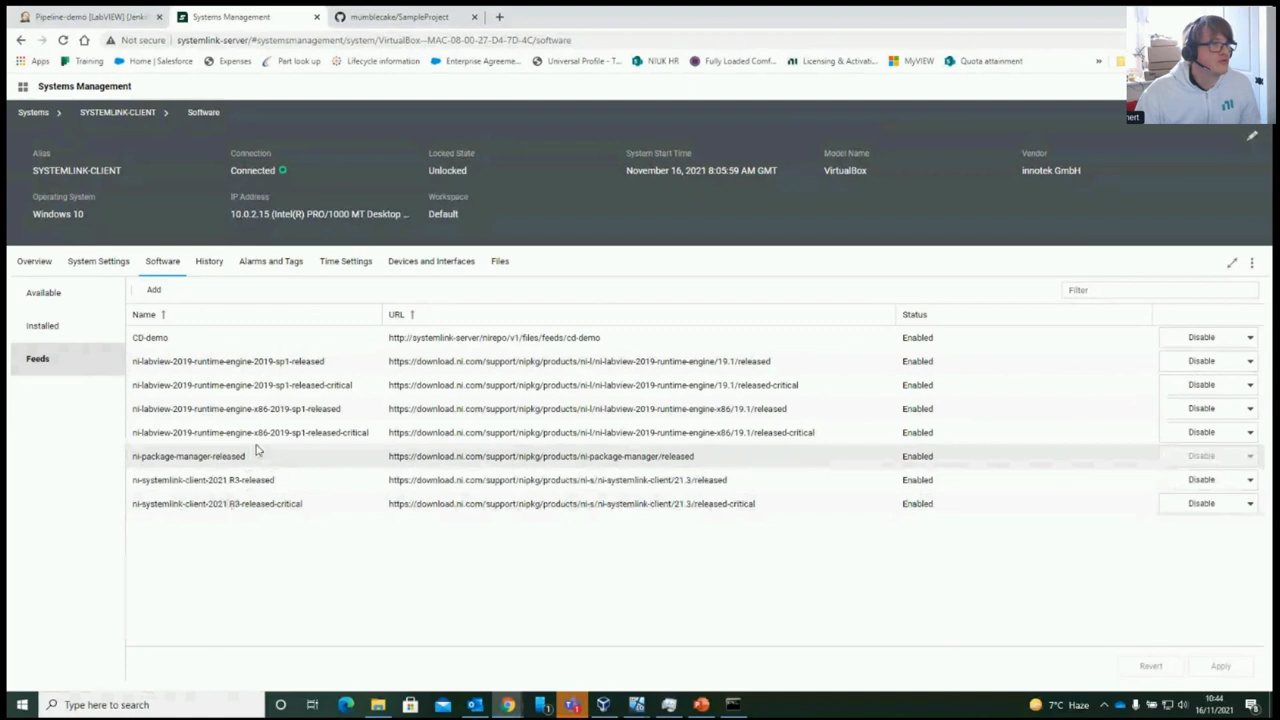 Pipeline-demo [LabVIEW] [Jenki
Systems Management
mumblecake/SampleProject
Not secure systemlink-server/#systemsmanagement/system/VirtualBox--MAC-08-00-27-D4-7D-4C/software
Apps Training Home | Salesforce Expenses Part look up Lifecycle information Enterprise Agreeme... Universal Profile - T... NIUK HR Fully Loaded Comf... Licensing & Activati... MyVIEW Quota attainment »
Systems Management
Systems SYSTEMLINK-CLIENT Software
Alias Connection Locked State System Start Time Model Name Vendor
SYSTEMLINK-CLIENT Connected Unlocked November 16, 2021 8:05:59 AM GMT VirtualBox innotek GmbH
Operating System IP Address Workspace
Windows 10 10.0.2.15 (Intel(R) PRO/1000 MT Desktop ... Default
Overview System Settings Software History Alarms and Tags Time Settings Devices and Interfaces Files
Available
Installed
Feeds
Add Filter
Name URL Status
CD-demo http://systemlink-server/nirepo/v1/files/feeds/cd-demo Enabled Disable
ni-labview-2019-runtime-engine-2019-sp1-released https://download.ni.com/support/nipkg/products/ni-l/ni-labview-2019-runtime-engine/19.1/released Enabled Disable
ni-labview-2019-runtime-engine-2019-sp1-released-critical https://download.ni.com/support/nipkg/products/ni-l/ni-labview-2019-runtime-engine/19.1/released-critical Enabled Disable
ni-labview-2019-runtime-engine-x86-2019-sp1-released https://download.ni.com/support/nipkg/products/ni-l/ni-labview-2019-runtime-engine-x86/19.1/released Enabled Disable
ni-labview-2019-runtime-engine-x86-2019-sp1-released-critical https://download.ni.com/support/nipkg/products/ni-l/ni-labview-2019-runtime-engine-x86/19.1/released-critical Enabled Disable
ni-package-manager-released https://download.ni.com/support/nipkg/products/ni-package-manager/released Enabled Disable
ni-systemlink-client-2021 R3-released https://download.ni.com/support/nipkg/products/ni-s/ni-systemlink-client/21.3/released Enabled Disable
ni-systemlink-client-2021 R3-released-critical https://download.ni.com/support/nipkg/products/ni-s/ni-systemlink-client/21.3/released-critical Enabled Disable
Revert Apply
Type here to search
7°C Haze
10:44
16/11/2021